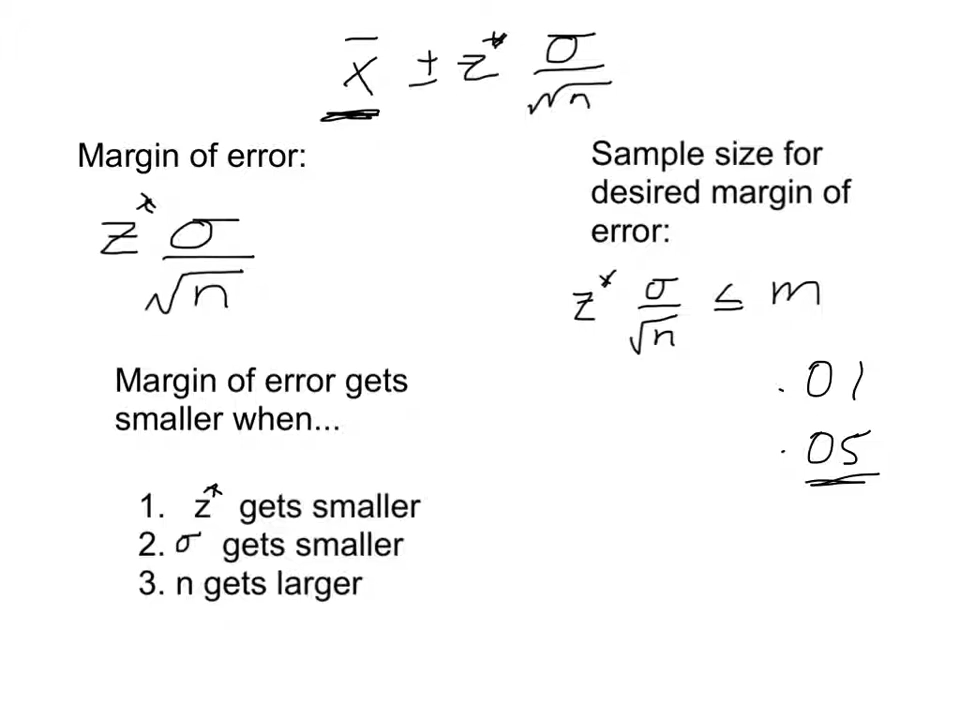 x̄ ± z* σ/√n
Margin of error:
z* σ/√n
Margin of error gets
smaller when...
1. z* gets smaller
2. σ gets smaller
3. n gets larger
Sample size for
desired margin of
error:
z* σ/√n ≤ m
.01
.05